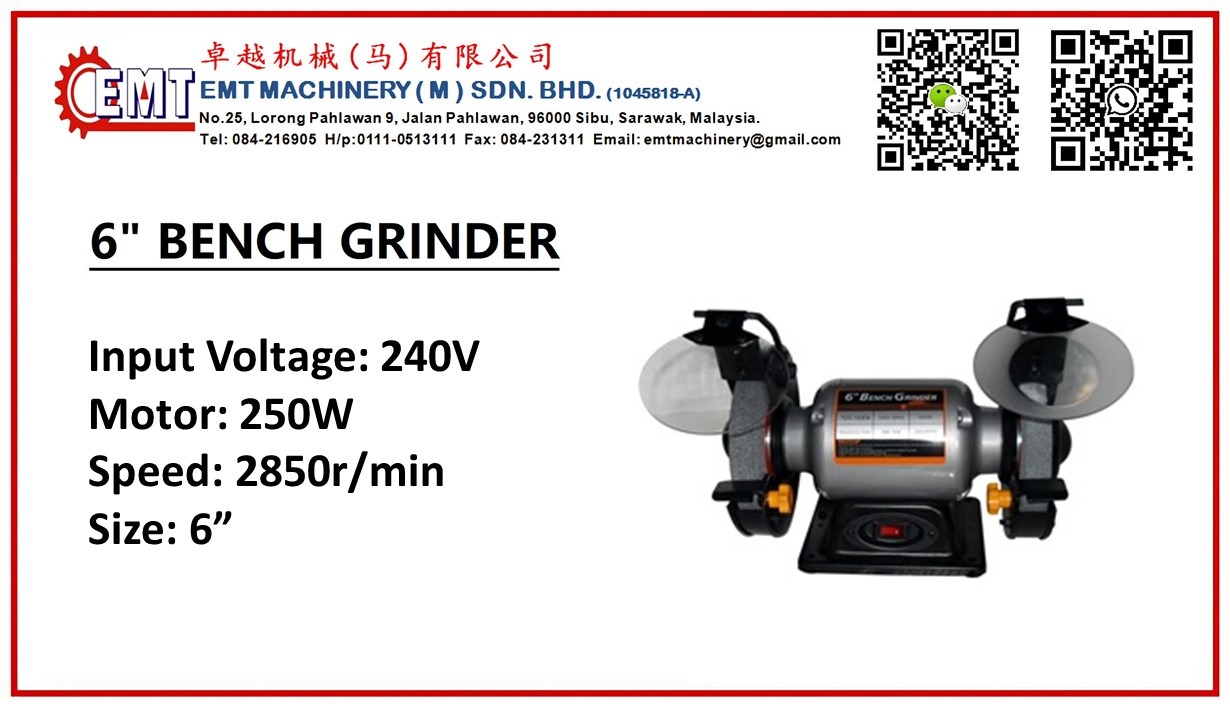 卓越机械(马)有限公司
EMT
EMT MACHINERY ( M ) SDN. BHD. (1045818-A)
No.25, Lorong Pahlawan 9, Jalan Pahlawan, 96000 Sibu, Sarawak, Malaysia.
Tel: 084-216905 H/p:0111-0513111 Fax: 084-231311 Email: emtmachinery@gmail.com
6" BENCH GRINDER
Input Voltage: 240V
Motor: 250W
Speed: 2850r/min
Size: 6”
6" BENCH GRINDER